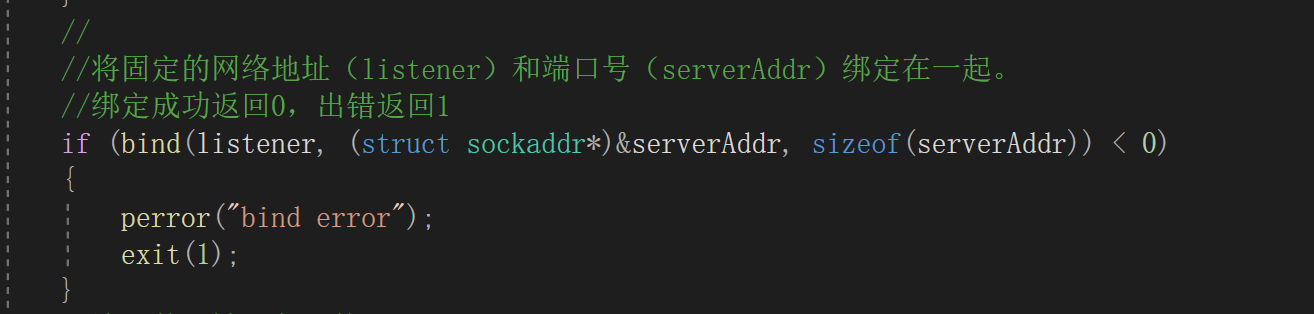 //
//将固定的网络地址（listener）和端口号（serverAddr）绑定在一起。
//绑定成功返回0，出错返回1
if (bind(listener, (struct sockaddr*)&serverAddr, sizeof(serverAddr)) < 0)
{
perror("bind error");
exit(1);
}